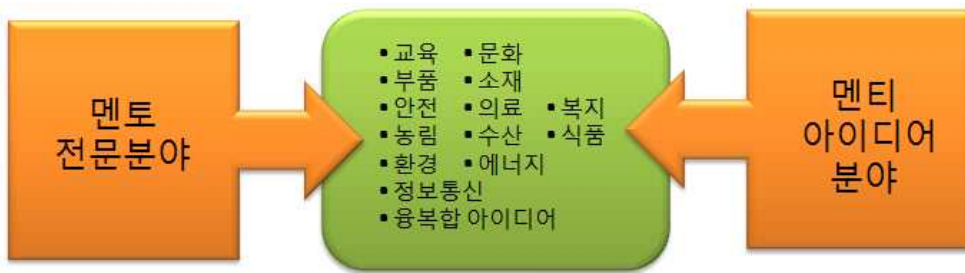 멘토
전문분야
▪ 교육 ▪ 문화
▪ 부품 ▪ 소재
▪ 안전 ▪ 의료 ▪ 복지
▪ 농림 ▪ 수산 ▪ 식품
▪ 환경 ▪ 에너지
▪ 정보통신
▪ 융복합 아이디어
멘티
아이디어
분야